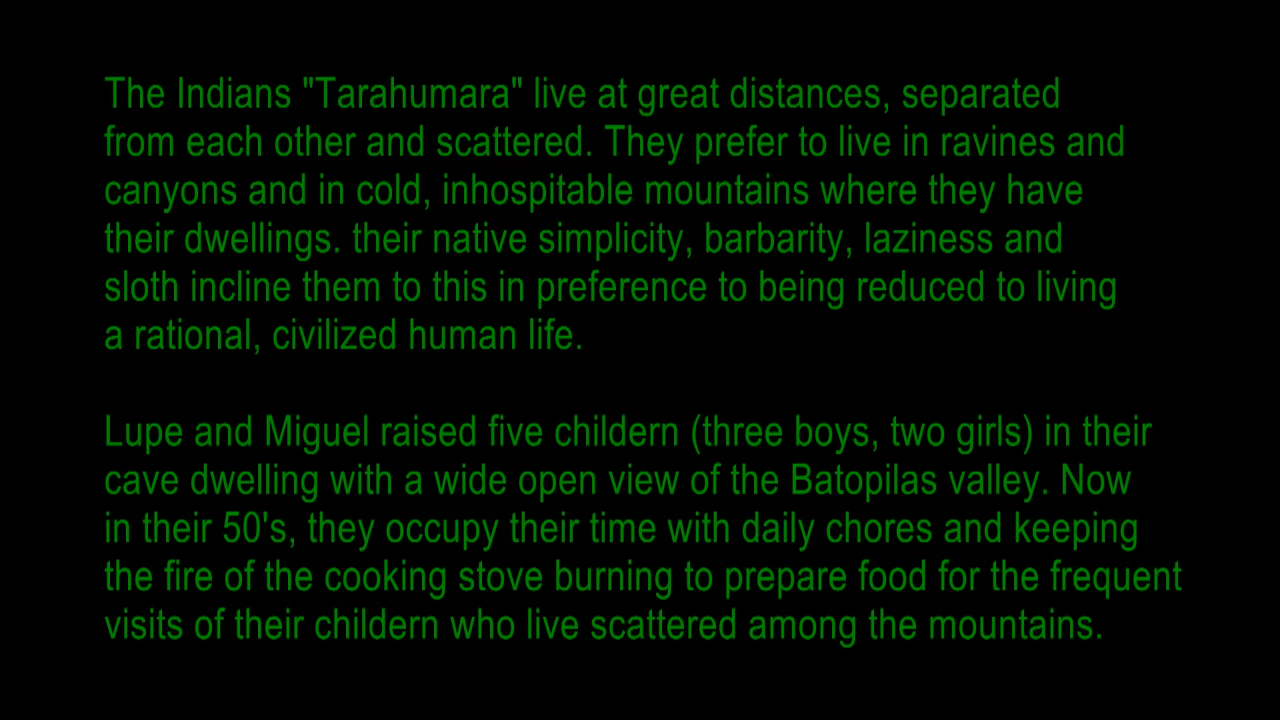 The Indians "Tarahumara" live at great distances, separated
from each other and scattered. They prefer to live in ravines and
canyons and in cold, inhospitable mountains where they have
their dwellings. their native simplicity, barbarity, laziness and
sloth incline them to this in preference to being reduced to living
a rational, civilized human life.
Lupe and Miguel raised five childern (three boys, two girls) in their
cave dwelling with a wide open view of the Batopilas valley. Now
in their 50's, they occupy their time with daily chores and keeping
the fire of the cooking stove burning to prepare food for the frequent
visits of their childern who live scattered among the mountains.